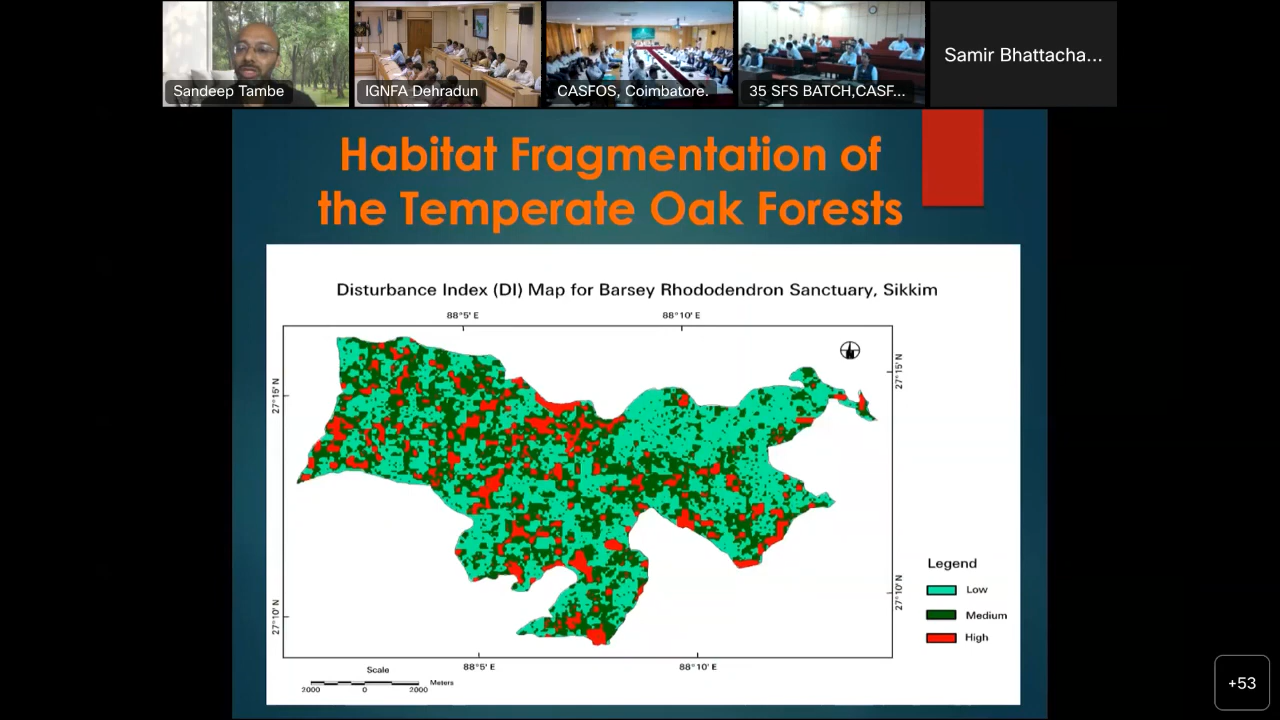 Sandeep Tambe
IGNFA Dehradun
CASFOS, Coimbatore.
35 SFS BATCH,CASF...
Samir Bhattacha...
Habitat Fragmentation of
the Temperate Oak Forests
Disturbance Index (DI) Map for Barsey Rhododendron Sanctuary, Sikkim
88°5' E
88°10' E
N
27°15' N
27°15' N
27°10' N
27°10' N
88°5' E
88°10' E
Legend
Low
Medium
High
Scale
Meters
2000 0 2000
+53